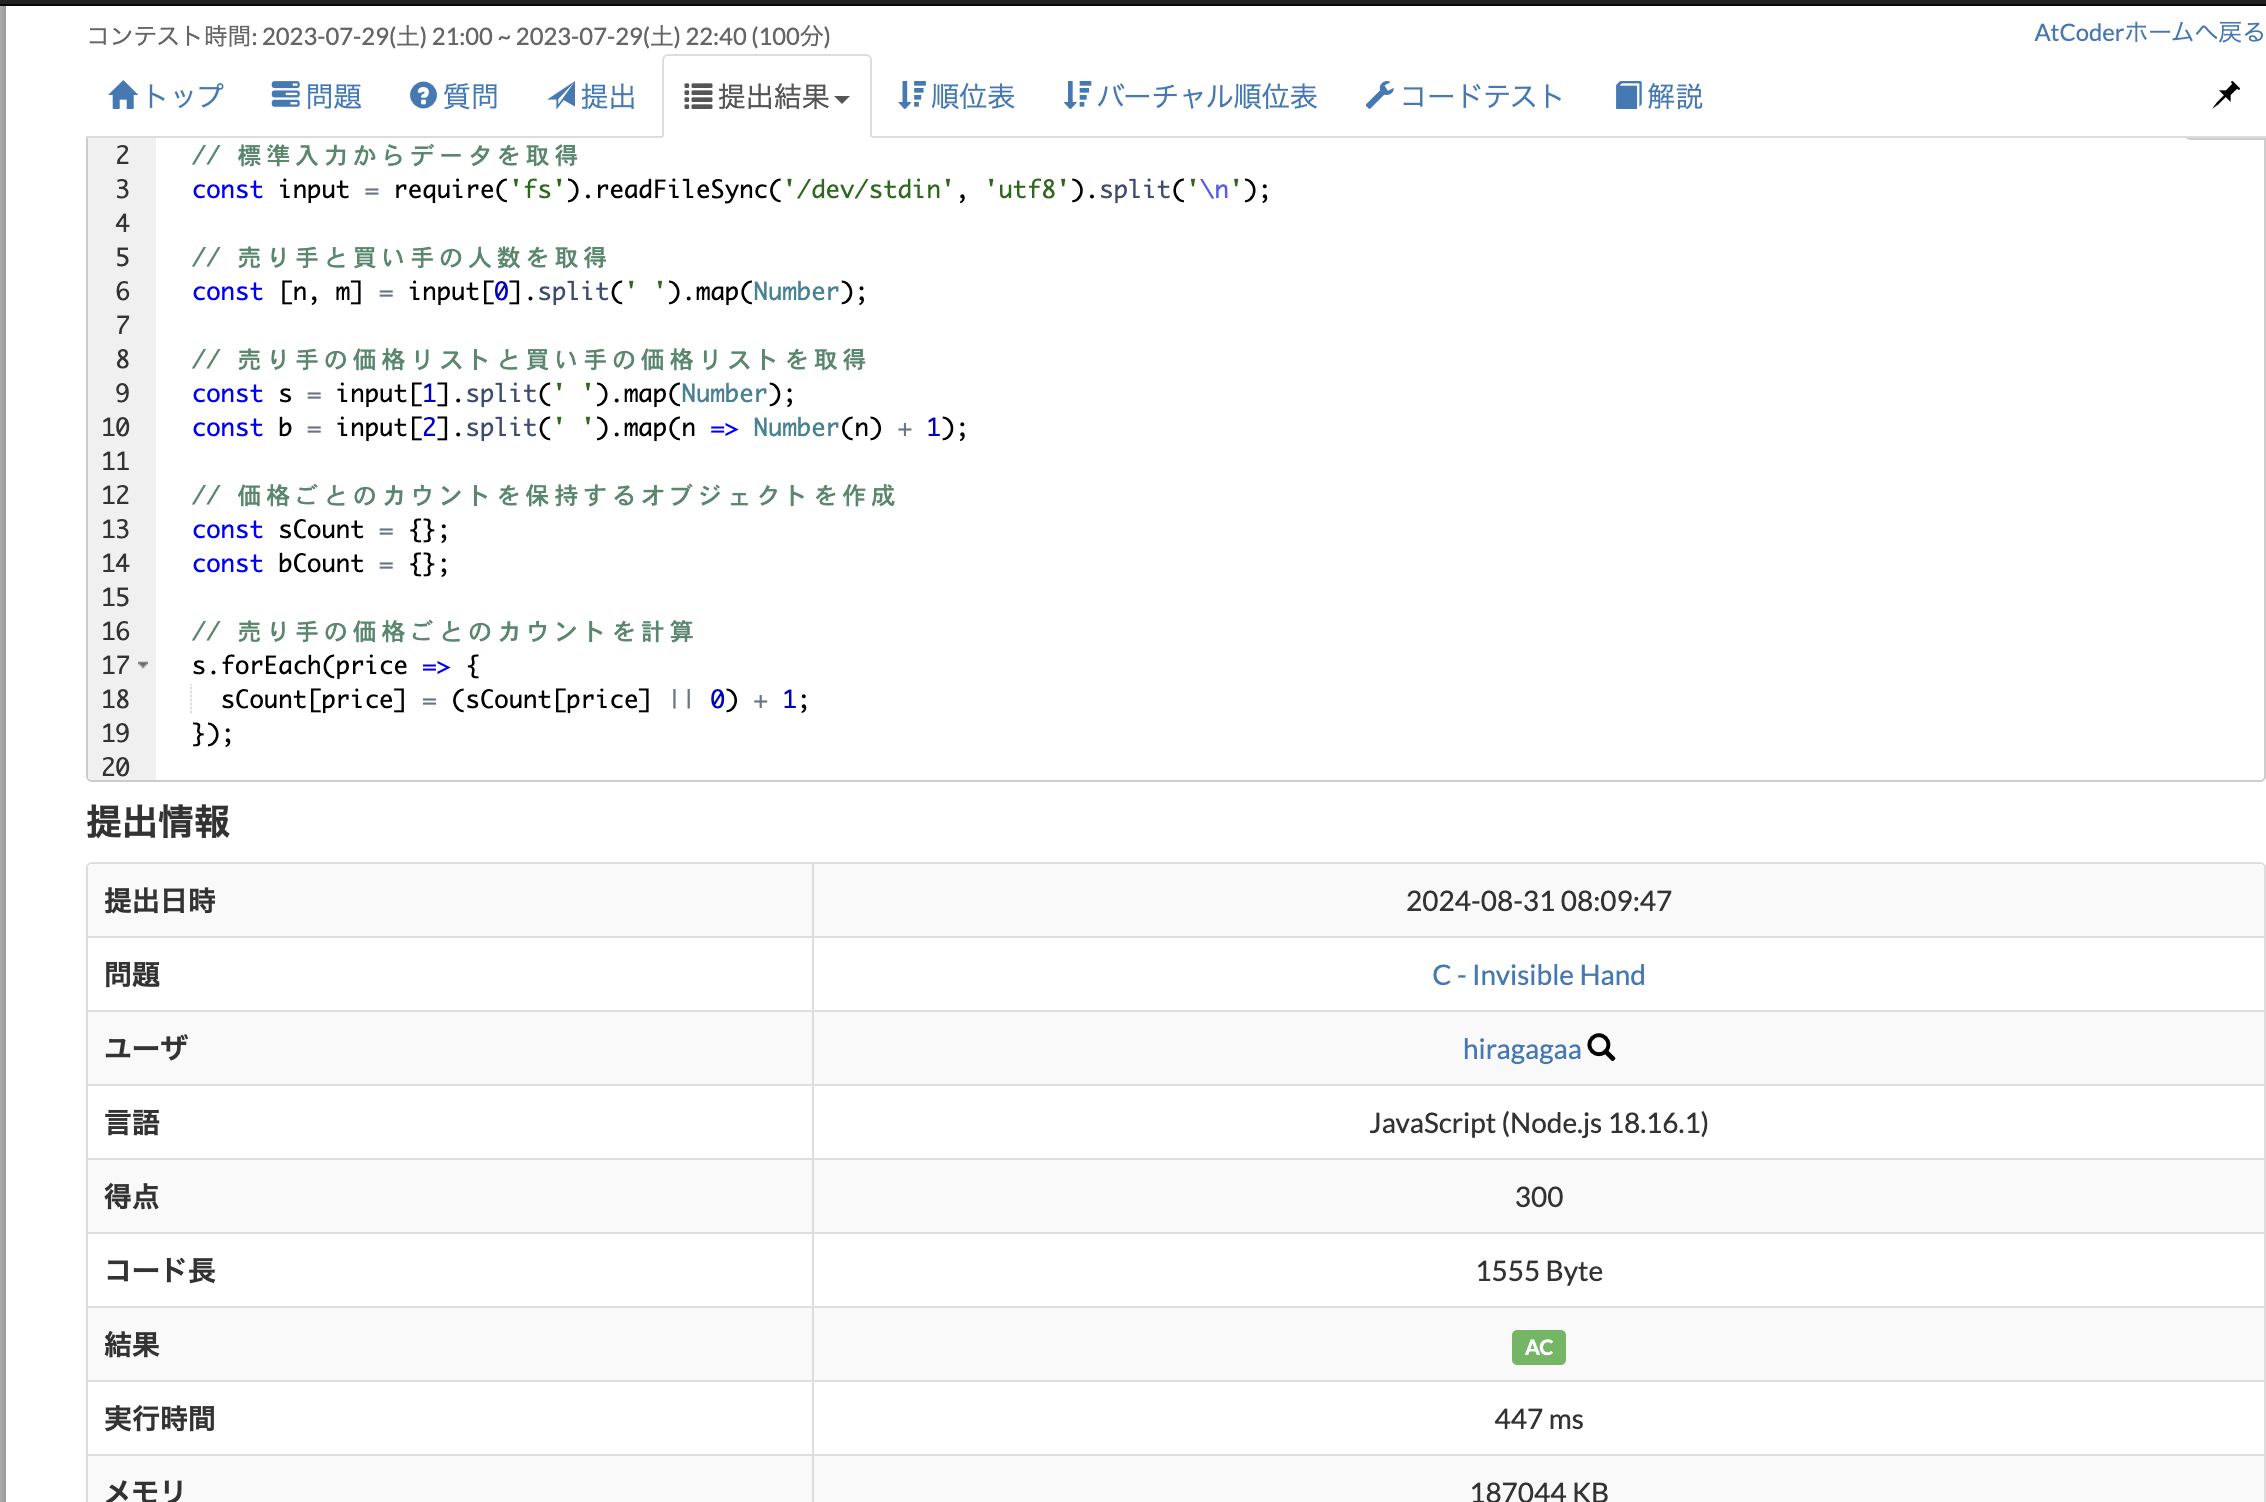 コンテスト時間: 2023-07-29(土) 21:00 ~ 2023-07-29(土) 22:40 (100分)
AtCoderホームへ戻る
トップ 問題 質問 提出 提出結果 順位表 バーチャル順位表 コードテスト 解説
2 // 標準入力からデータを取得
3 const input = require('fs').readFileSync('/dev/stdin', 'utf8').split('\n');
4
5 // 売り手と買い手の人数を取得
6 const [n, m] = input[0].split(' ').map(Number);
7
8 // 売り手の価格リストと買い手の価格リストを取得
9 const s = input[1].split(' ').map(Number);
10 const b = input[2].split(' ').map(n => Number(n) + 1);
11
12 // 価格ごとのカウントを保持するオブジェクトを作成
13 const sCount = {};
14 const bCount = {};
15
16 // 売り手の価格ごとのカウントを計算
17 s.forEach(price => {
18 sCount[price] = (sCount[price] || 0) + 1;
19 });
20
提出情報
提出日時 2024-08-31 08:09:47
問題 C - Invisible Hand
ユーザ hiragagaa
言語 JavaScript (Node.js 18.16.1)
得点 300
コード長 1555 Byte
結果 AC
実行時間 447 ms
メモリ 187044 KB